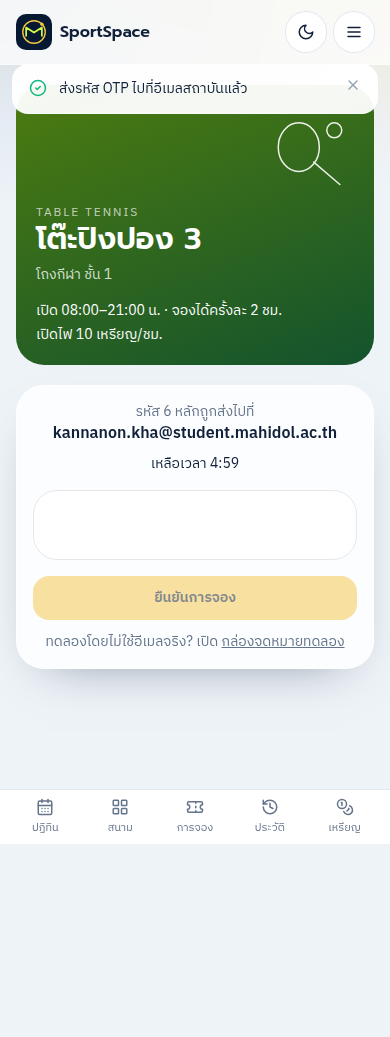 SportSpace
ส่งรหัส OTP ไปที่อีเมลสถาบันแล้ว
TABLE TENNIS
โต๊ะปิงปอง 3
โถงกีฬา ชั้น 1
เปิด 08:00–21:00 น. · จองได้ครั้งละ 2 ชม.
เปิดไฟ 10 เหรียญ/ชม.
รหัส 6 หลักถูกส่งไปที่
kannanon.kha@student.mahidol.ac.th
เหลือเวลา 4:59
ยืนยันการจอง
ทดลองโดยไม่ใช้อีเมลจริง? เปิด กล่องจดหมายทดลอง
ปฏิทิน
สนาม
การจอง
ประวัติ
เหรียญ